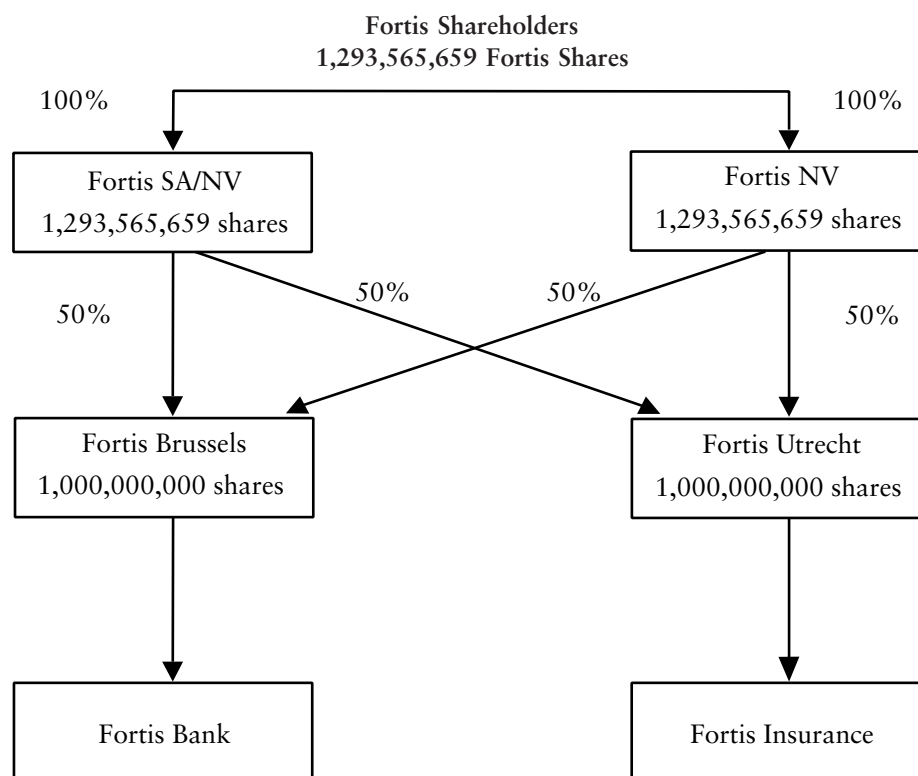 Fortis Shareholders
1,293,565,659 Fortis Shares
100%
100%
Fortis SA/NV
1,293,565,659 shares
Fortis NV
1,293,565,659 shares
50%
50%
50%
50%
Fortis Brussels
1,000,000,000 shares
Fortis Utrecht
1,000,000,000 shares
Fortis Bank
Fortis Insurance